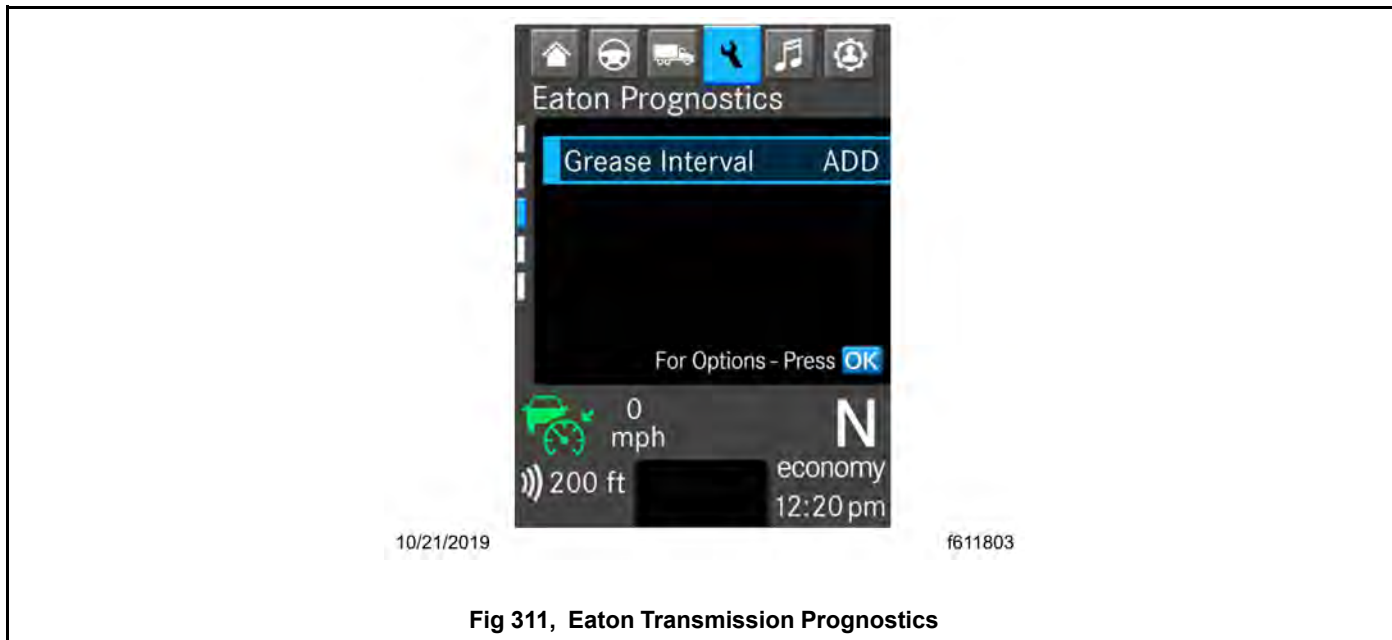 Eaton Prognostics
Grease Interval ADD
For Options - Press OK
0
mph
N
economy
200 ft
12:20 pm
10/21/2019
f611803
Fig 311, Eaton Transmission Prognostics